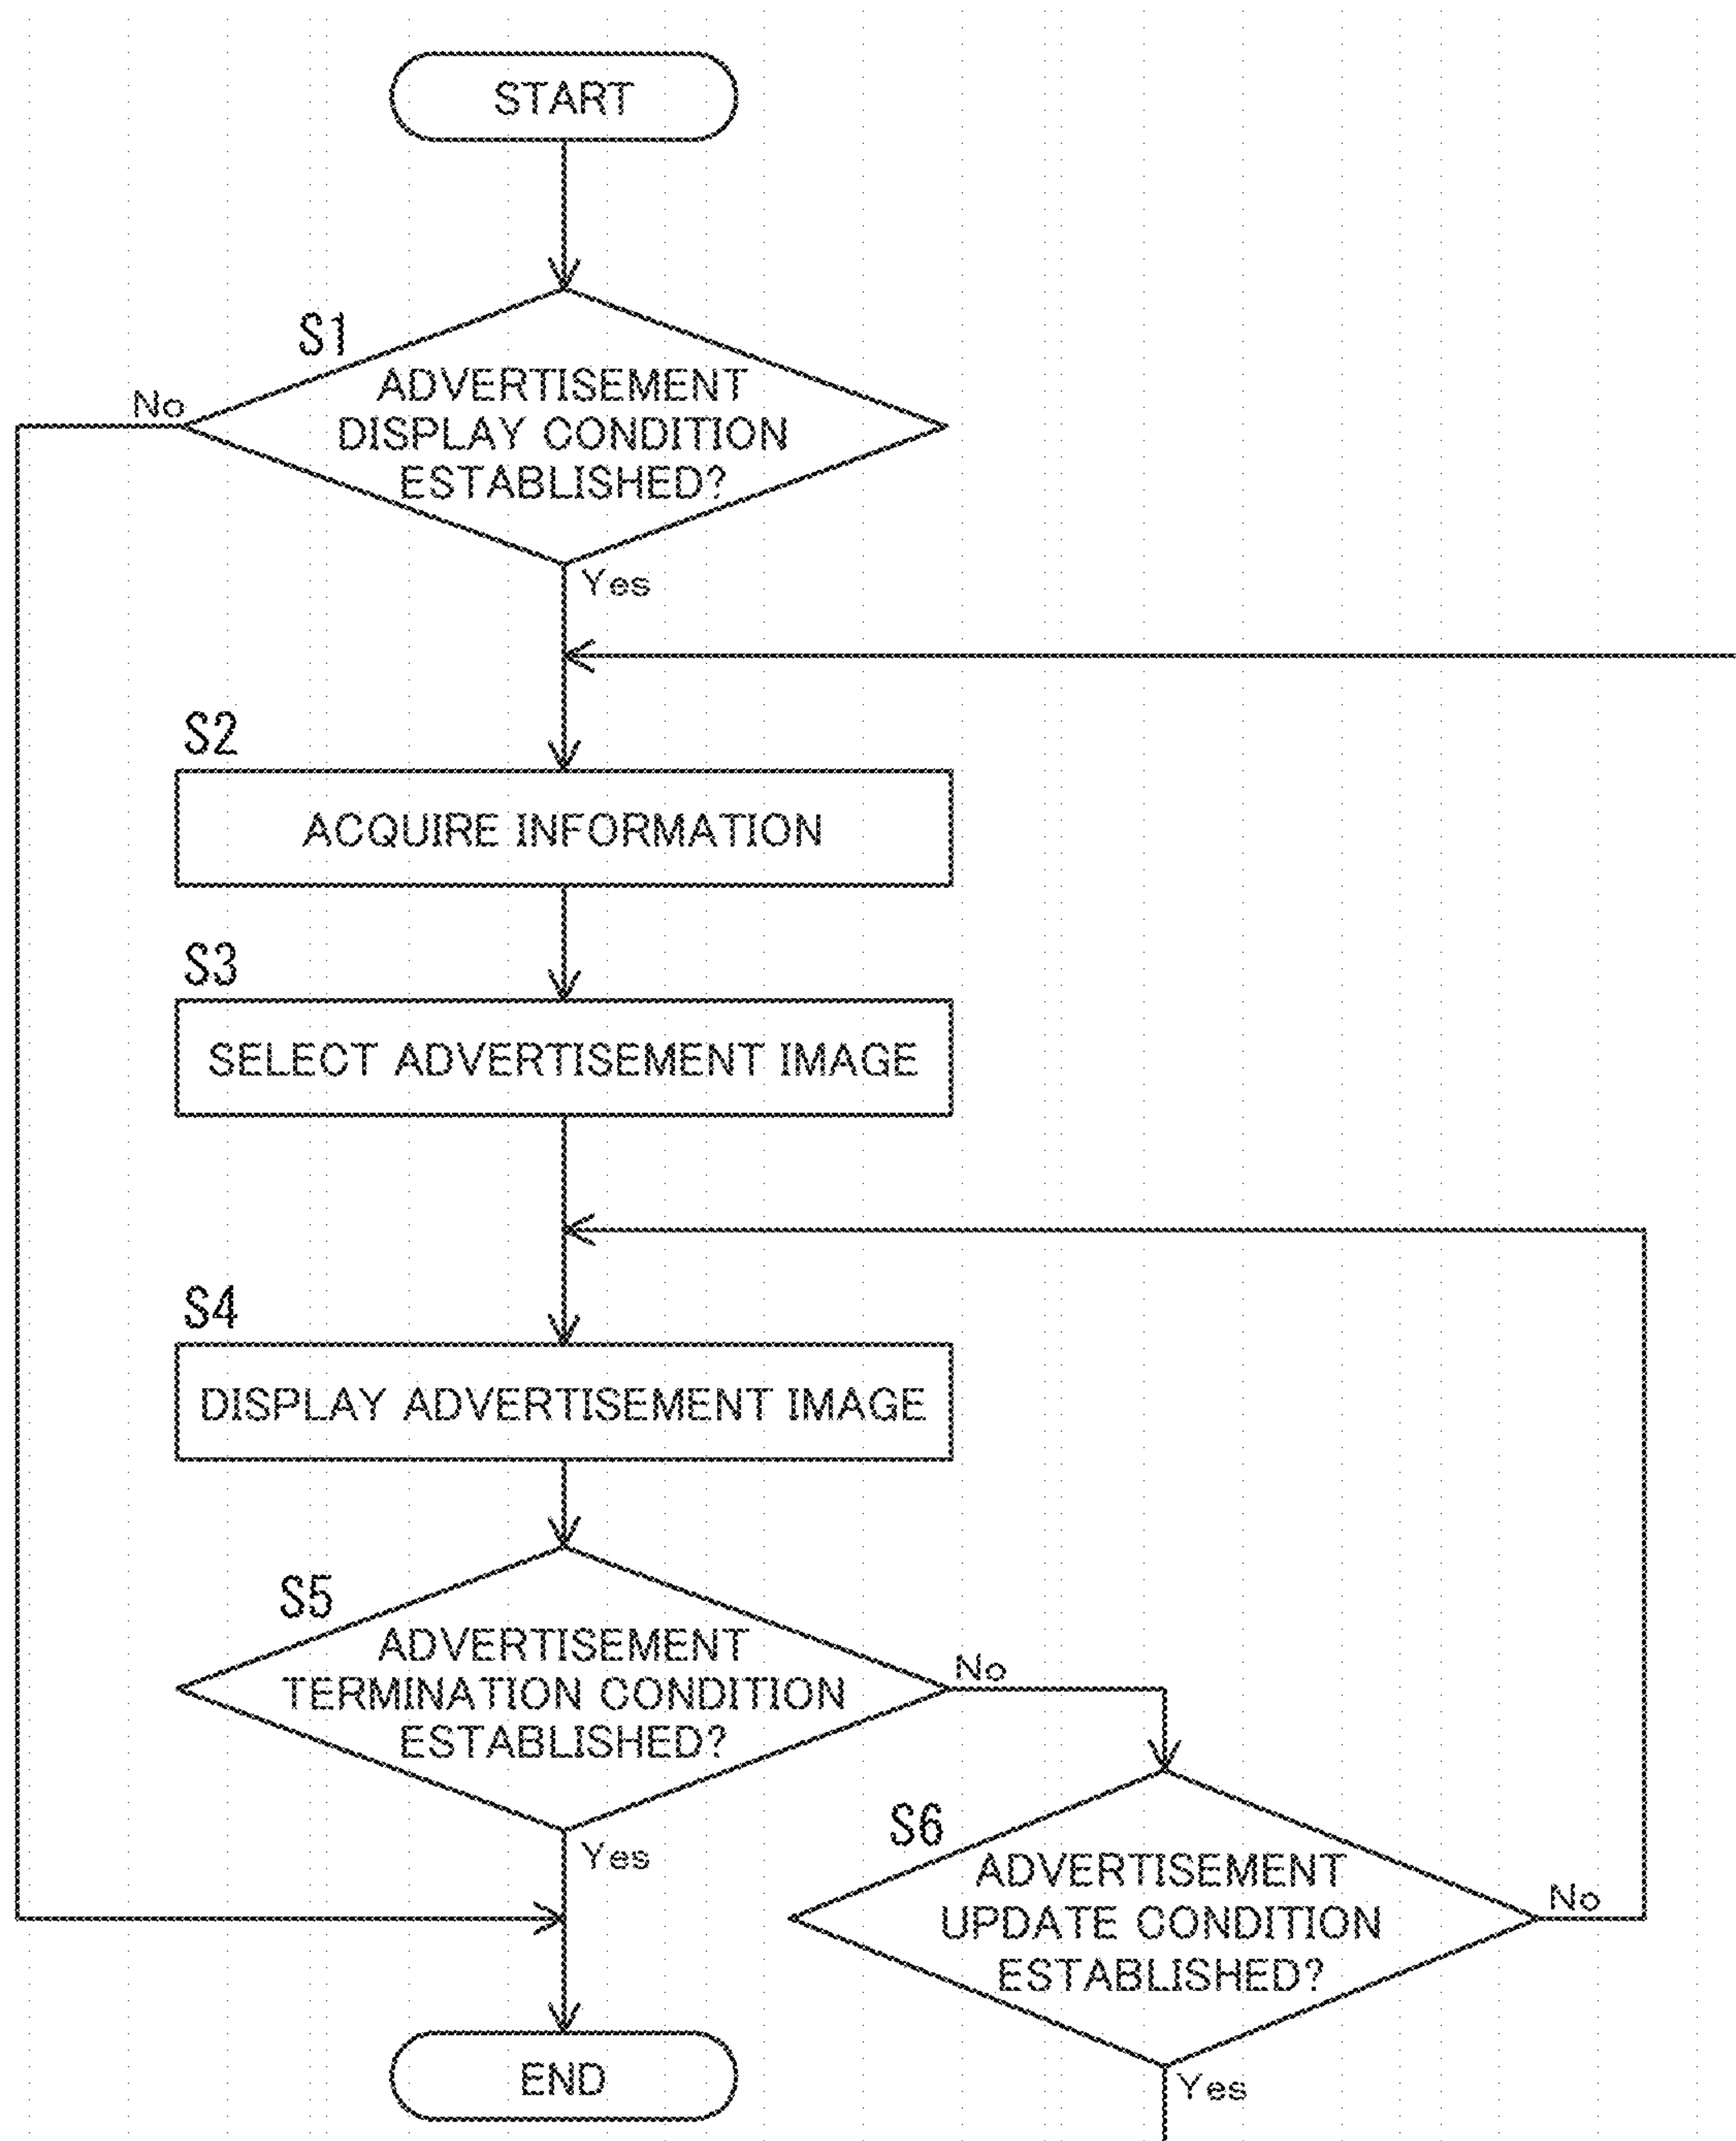 START
S1
ADVERTISEMENT
DISPLAY CONDITION
ESTABLISHED?
No
Yes
S2
ACQUIRE INFORMATION
S3
SELECT ADVERTISEMENT IMAGE
S4
DISPLAY ADVERTISEMENT IMAGE
S5
ADVERTISEMENT
TERMINATION CONDITION
ESTABLISHED?
No
Yes
S6
ADVERTISEMENT
UPDATE CONDITION
ESTABLISHED?
No
Yes
END